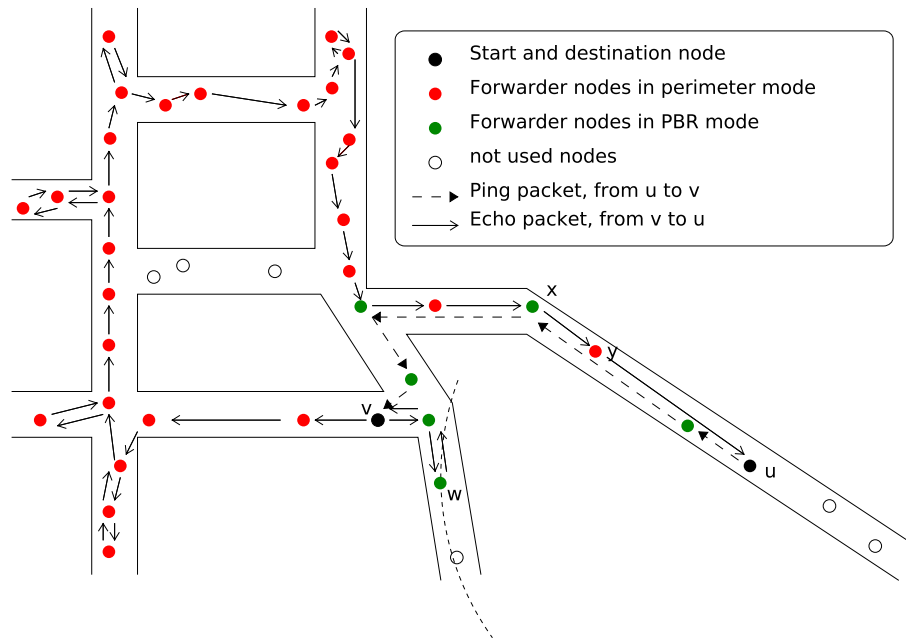 Start and destination node
Forwarder nodes in perimeter mode
Forwarder nodes in PBR mode
not used nodes
Ping packet, from u to v
Echo packet, from v to u
x
y
v
u
w